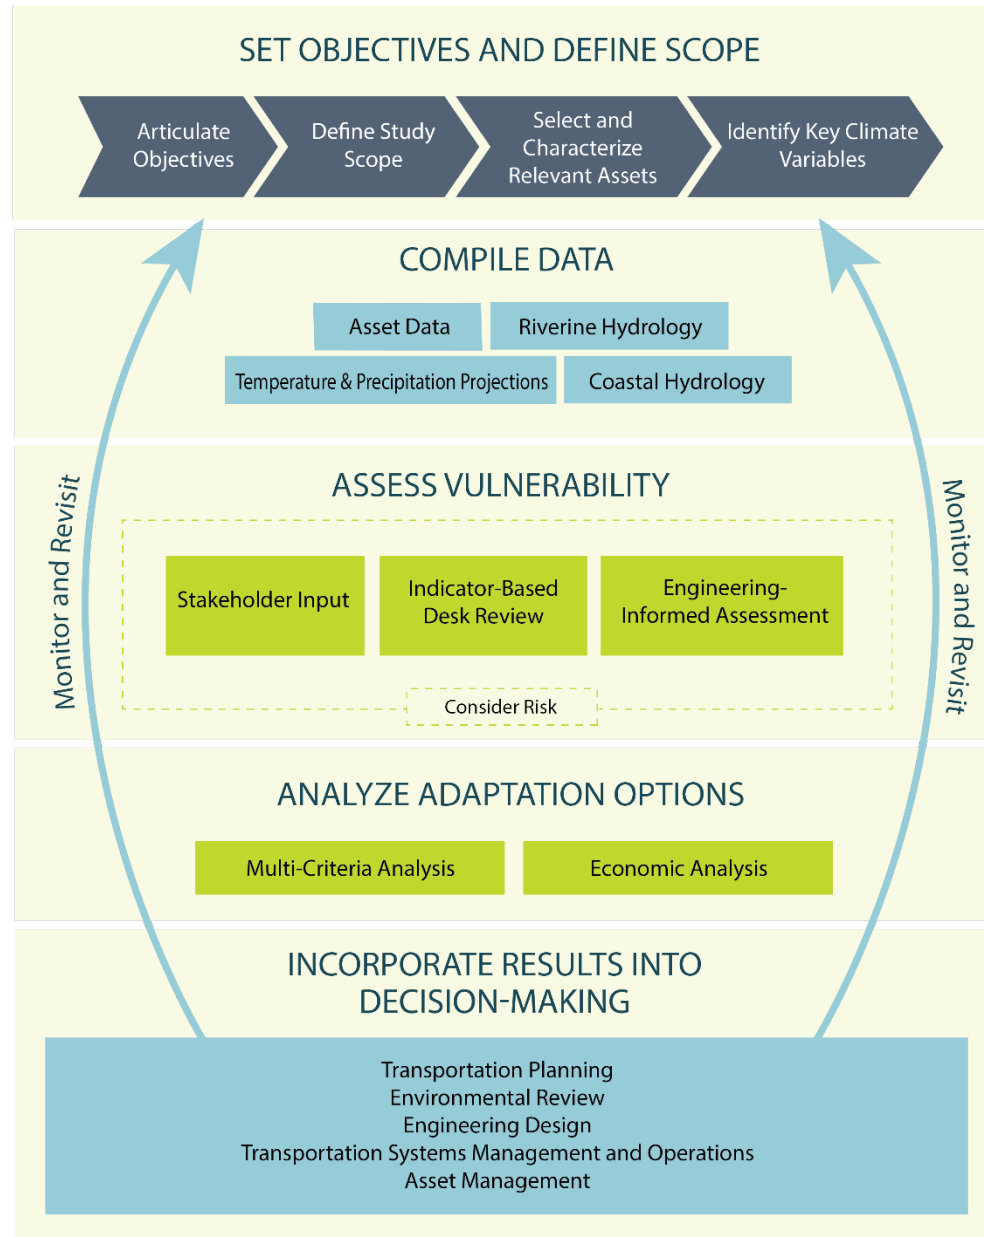 SET OBJECTIVES AND DEFINE SCOPE
Articulate
Objectives
Define Study
Scope
Select and
Characterize
Relevant Assets
Identify Key Climate
Variables
COMPILE DATA
Asset Data
Riverine Hydrology
Temperature & Precipitation Projections
Coastal Hydrology
Monitor and Revisit
ASSESS VULNERABILITY
Stakeholder Input
Indicator-Based
Desk Review
Engineering-
Informed Assessment
Consider Risk
Monitor and Revisit
ANALYZE ADAPTATION OPTIONS
Multi-Criteria Analysis
Economic Analysis
INCORPORATE RESULTS INTO
DECISION-MAKING
Transportation Planning
Environmental Review
Engineering Design
Transportation Systems Management and Operations
Asset Management